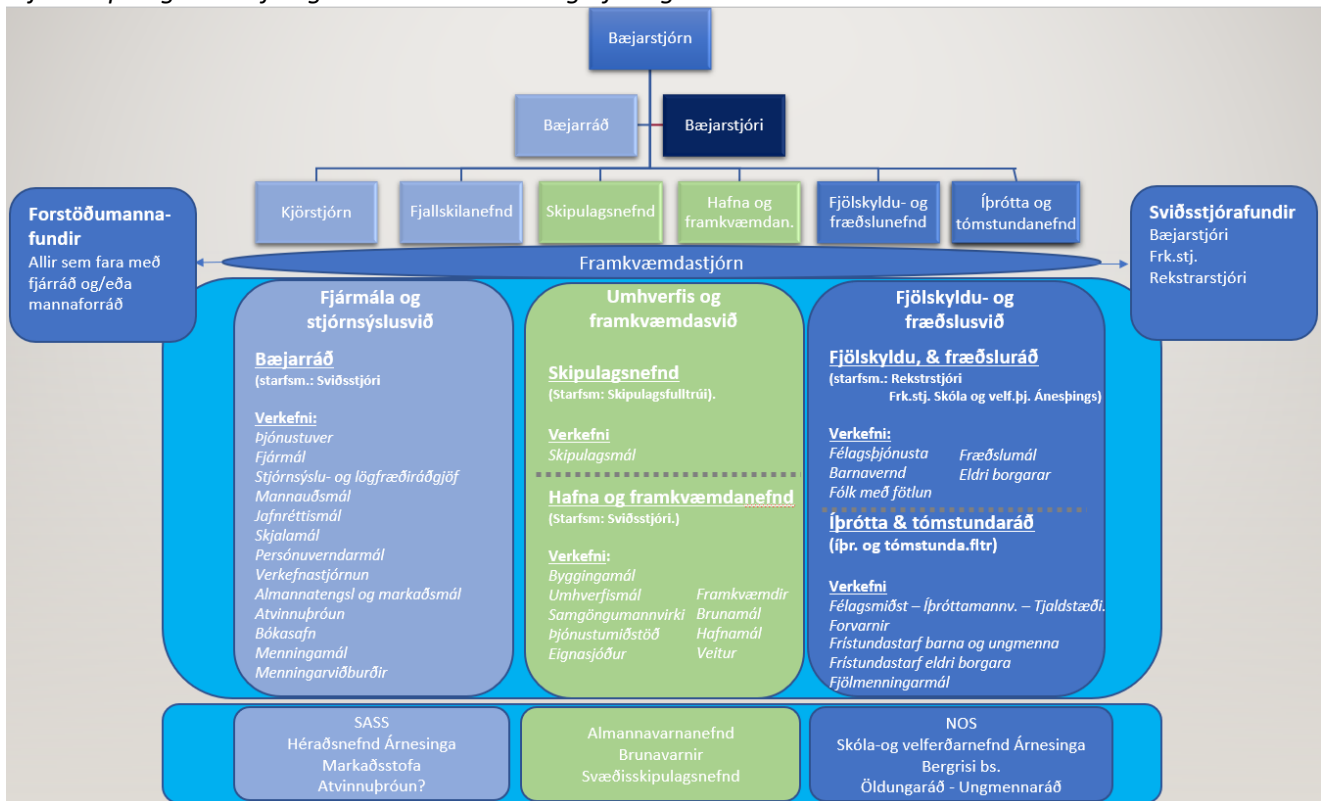 Bæjarstjórn
Bæjarráð
Bæjarstjóri
Kjörstjórn
Fjallskilanefnd
Skipulagsnefnd
Hafna og
framkvæmdan.
Fjölskyldu- og
fræðslunefnd
Íþrótta og
tómstundanefnd
Forstöðumanna-
fundir
Allir sem fara með
fjárráð og/eða
mannaforráð
Framkvæmdastjórn
Sviðsstjórafundir
Bæjarstjóri
Frk.stj.
Rekstrarstjóri
Fjármála og
stjórnsýslusvið
Bæjarráð
(starfsm.: Sviðsstjóri
Verkefni:
Þjónustuver
Fjármál
Stjórnsýslu- og lögfræðiráðgjöf
Mannauðsmál
Jafnréttismál
Skjalamál
Persónuverndarmál
Verkefnastjórnun
Almannatengsl og markaðsmál
Atvinnuþróun
Bókasafn
Menningamál
Menningarviðburðir
Umhverfis og
framkvæmdasvið
Skipulagsnefnd
(Starfsm: Skipulagsfulltrúi).
Verkefni
Skipulagsmál
Hafna og framkvæmdanefnd
(Starfsm: Sviðsstjóri.)
Verkefni:
Byggingamál
Umhverfismál
Samgöngumannvirki
Þjónustumiðstöð
Eignasjóður
Framkvæmdir
Brunamál
Hafnamál
Veitur
Fjölskyldu- og
fræðslusvið
Fjölskyldu, & fræðsluráð
(starfsm.: Rekstrstjóri
Frk.stj. Skóla og velf.þj. Ánesþings)
Verkefni:
Félagsþjónusta
Barnavernd
Fólk með fötlun
Fræðslumál
Eldri borgarar
Íþrótta & tómstundaráð
(íþr. og tómstunda.fltr)
Verkefni
Félagsmiðst – Íþróttamannv. – Tjaldstæði.
Forvarnir
Frístundastarf barna og ungmenna
Frístundastarf eldri borgara
Fjölmenningarmál
SASS
Héraðsnefnd Árnesinga
Markaðsstofa
Atvinnuþróun?
Almannavarnanefnd
Brunavarnir
Svæðisskipulagsnefnd
NOS
Skóla-og velferðarnefnd Árnesinga
Bergrisi bs.
Öldungaráð - Ungmennaráð